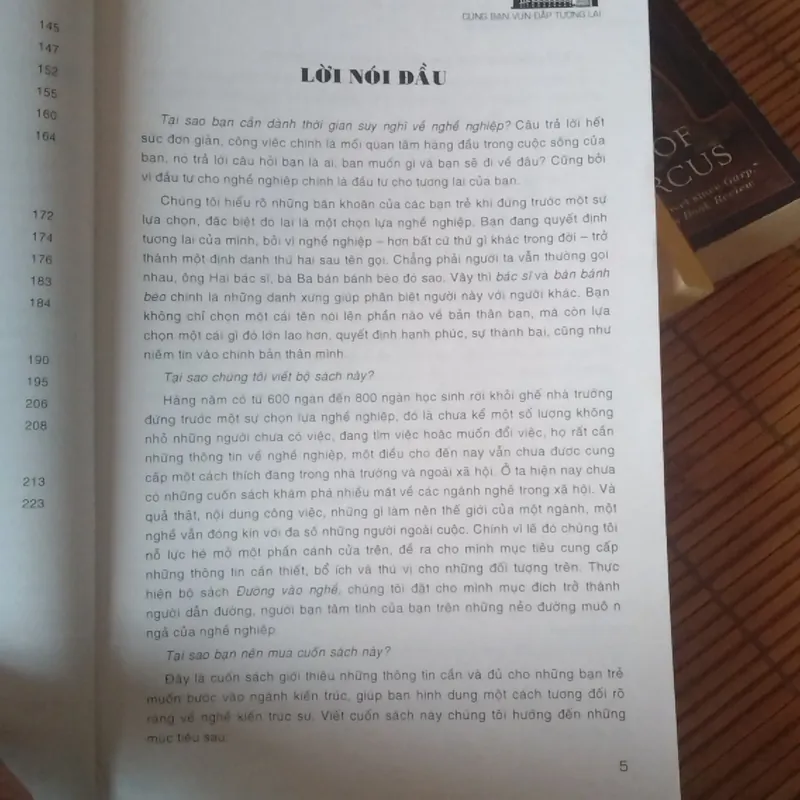 145
147
152
155
160
164
172
174
176
183
184
190
195
206
208
213
223
CÙNG BẠN VUN ĐẮP TƯƠNG LAI
LỜI NÓI ĐẦU
Tại sao bạn cần dành thời gian suy nghĩ về nghề nghiệp? Câu trả lời hết
sức đơn giản, công việc chính là mối quan tâm hàng đầu trong cuộc sống của
bạn, nó trả lời câu hỏi bạn là ai, bạn muốn gì và bạn sẽ đi về đâu? Cũng bởi
vì đầu tư cho nghề nghiệp chính là đầu tư cho tương lai của bạn.
Chúng tôi hiểu rõ những băn khoăn của các bạn trẻ khi đứng trước một sự
lựa chọn, đặc biệt đó lại là một chọn lựa nghề nghiệp. Bạn đang quyết định
tương lai của mình, bởi vì nghề nghiệp – hơn bất cứ thứ gì khác trong đời – trở
thành một định danh thứ hai sau tên gọi. Chẳng phải người ta vẫn thường gọi
nhau, ông Hai bác sĩ, bà Ba bán bánh bèo đó sao. Vậy thì bác sĩ và bán bánh
bèo chính là những danh xưng giúp phân biệt người này với người khác. Bạn
không chỉ chọn một cái tên nói lên phần nào về bản thân bạn, mà còn lựa
chọn một cái gì đó lớn lao hơn, quyết định hạnh phúc, sự thành bại, cũng như
niềm tin vào chính bản thân mình.
Tại sao chúng tôi viết bộ sách này?
Hàng năm có từ 600 ngàn đến 800 ngàn học sinh rời khỏi ghế nhà trường
đứng trước một sự chọn lựa nghề nghiệp, đó là chưa kể một số lượng không
nhỏ những người chưa có việc, đang tìm việc hoặc muốn đổi việc, họ rất cần
những thông tin về nghề nghiệp, một điều cho đến nay vẫn chưa được cung
cấp một cách thích đáng trong nhà trường và ngoài xã hội. Ở ta hiện nay chưa
có những cuốn sách khám phá nhiều mặt về các ngành nghề trong xã hội. Và
quả thật, nội dung công việc, những gì làm nên thế giới của một ngành, một
nghề vẫn đóng kín với đa số những người ngoài cuộc. Chính vì lẽ đó chúng tôi
nỗ lực hé mở một phần cánh cửa trên, đề ra cho mình mục tiêu cung cấp
những thông tin cần thiết, bổ ích và thú vị cho những đối tượng trên. Thực
hiện bộ sách Đường vào nghề, chúng tôi đặt cho mình mục đích trở thành
người dẫn đường, người bạn tâm tình của bạn trên những nẻo đường muô n
ngả của nghề nghiệp.
Tại sao bạn nên mua cuốn sách này?
Đây là cuốn sách giới thiệu những thông tin cần và đủ cho những bạn trẻ
muốn bước vào ngành kiến trúc, giúp bạn hình dung một cách tương đối rõ
ràng về nghề kiến trúc sư. Viết cuốn sách này chúng tôi hướng đến những
mục tiêu sau:
5
OF
RCUS
since Garp."
Book Review